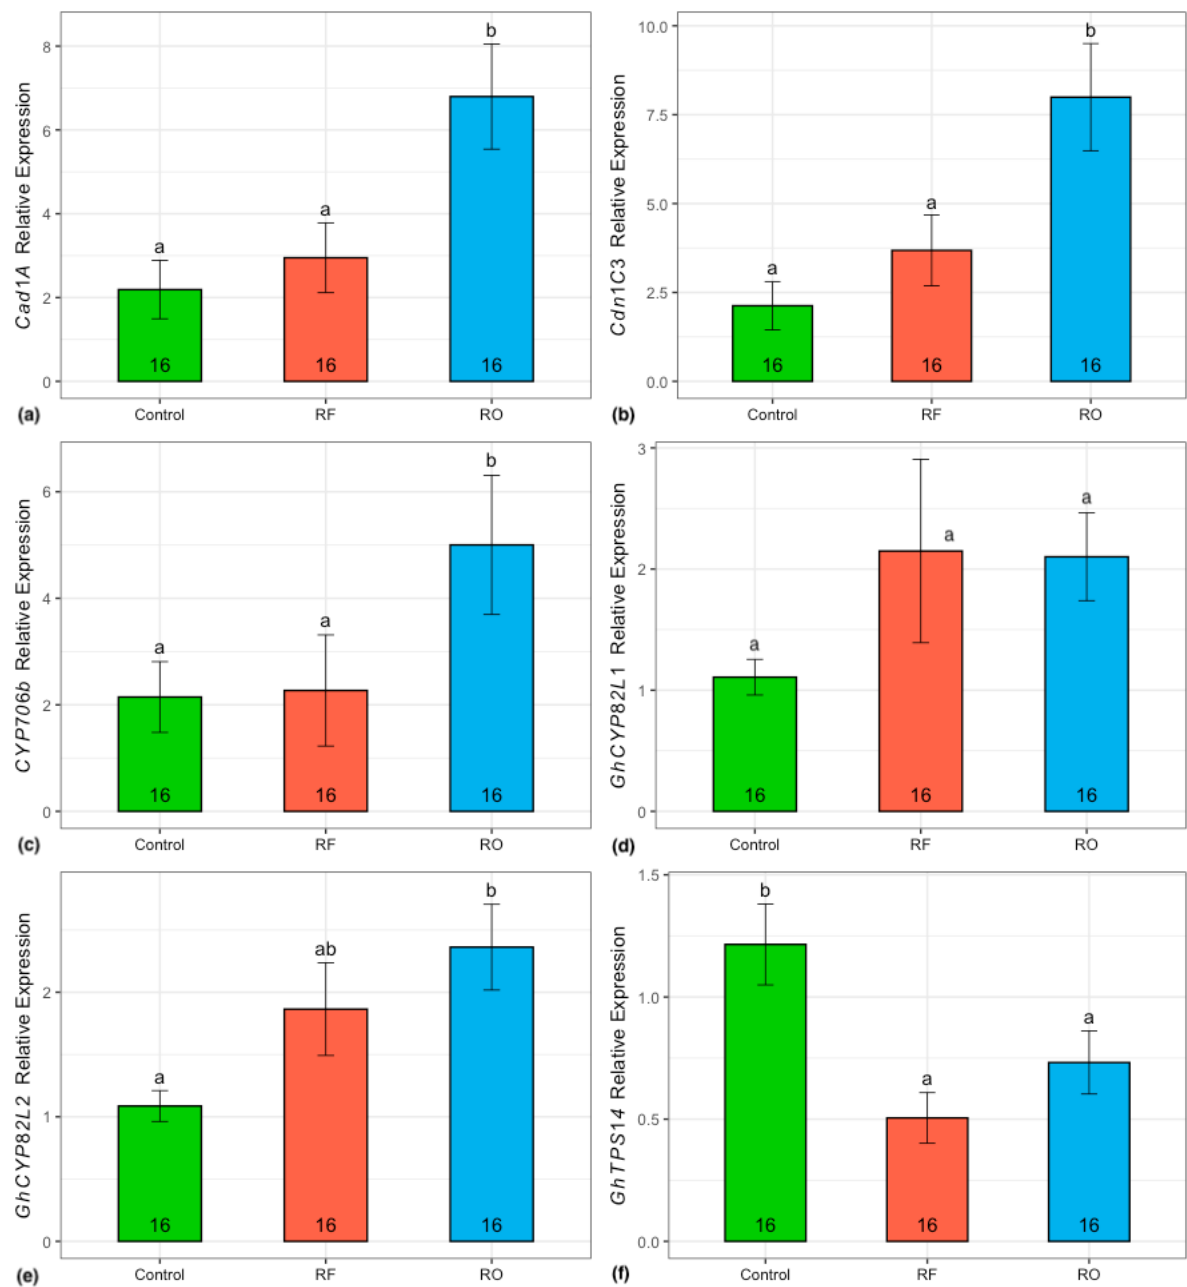 Cad1A Relative Expression
8
6
4
2
0
a
a
b
16
16
16
Control
RF
RO
(a)
Cdn1C3 Relative Expression
10.0
7.5
5.0
2.5
0.0
a
a
b
16
16
16
Control
RF
RO
(b)
CYP706b Relative Expression
6
4
2
0
a
a
b
16
16
16
Control
RF
RO
(c)
GhCYP82L1 Relative Expression
3
2
1
0
a
a
a
16
16
16
Control
RF
RO
(d)
GhCYP82L2 Relative Expression
2
1
0
a
ab
b
16
16
16
Control
RF
RO
(e)
GhTPS14 Relative Expression
1.5
1.0
0.5
0.0
b
a
a
16
16
16
Control
RF
RO
(f)